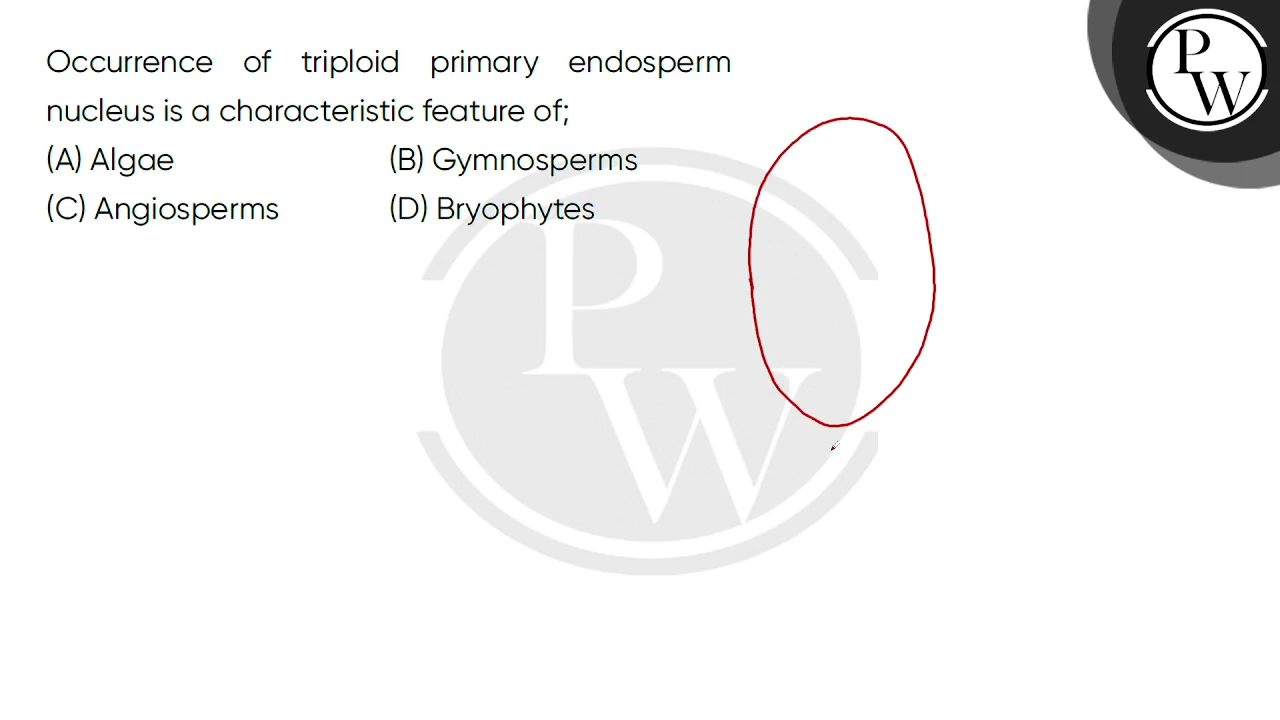 Occurrence of triploid primary endosperm
nucleus is a characteristic feature of;
(A) Algae (B) Gymnosperms
(C) Angiosperms (D) Bryophytes
P
W
P
W